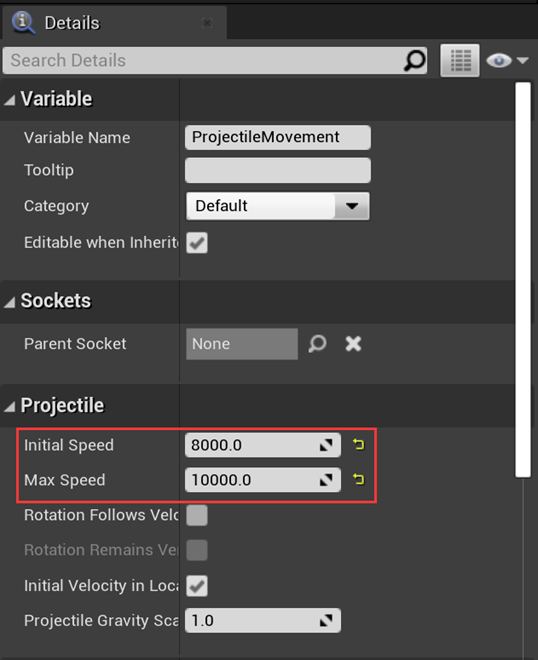 Details
Search Details
Variable
Variable Name ProjectileMovement
Tooltip
Category Default
Editable when Inherit
Sockets
Parent Socket None
Projectile
Initial Speed 8000.0
Max Speed 10000.0
Rotation Follows Velo
Rotation Remains Ve
Initial Velocity in Loca
Projectile Gravity Sca 1.0